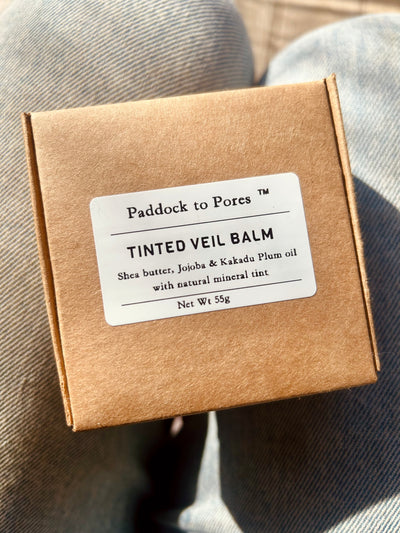 Paddock to Pores ™
TINTED VEIL BALM
Shea butter, Jojoba & Kakadu Plum oil
with natural mineral tint
Net Wt 55g